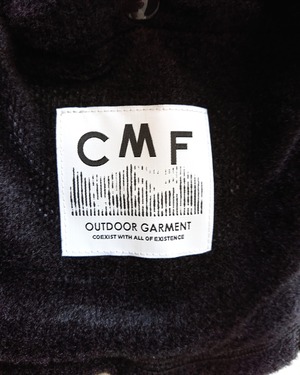 CMF
OUTDOOR GARMENT
COEXIST WITH ALL OF EXISTENCE